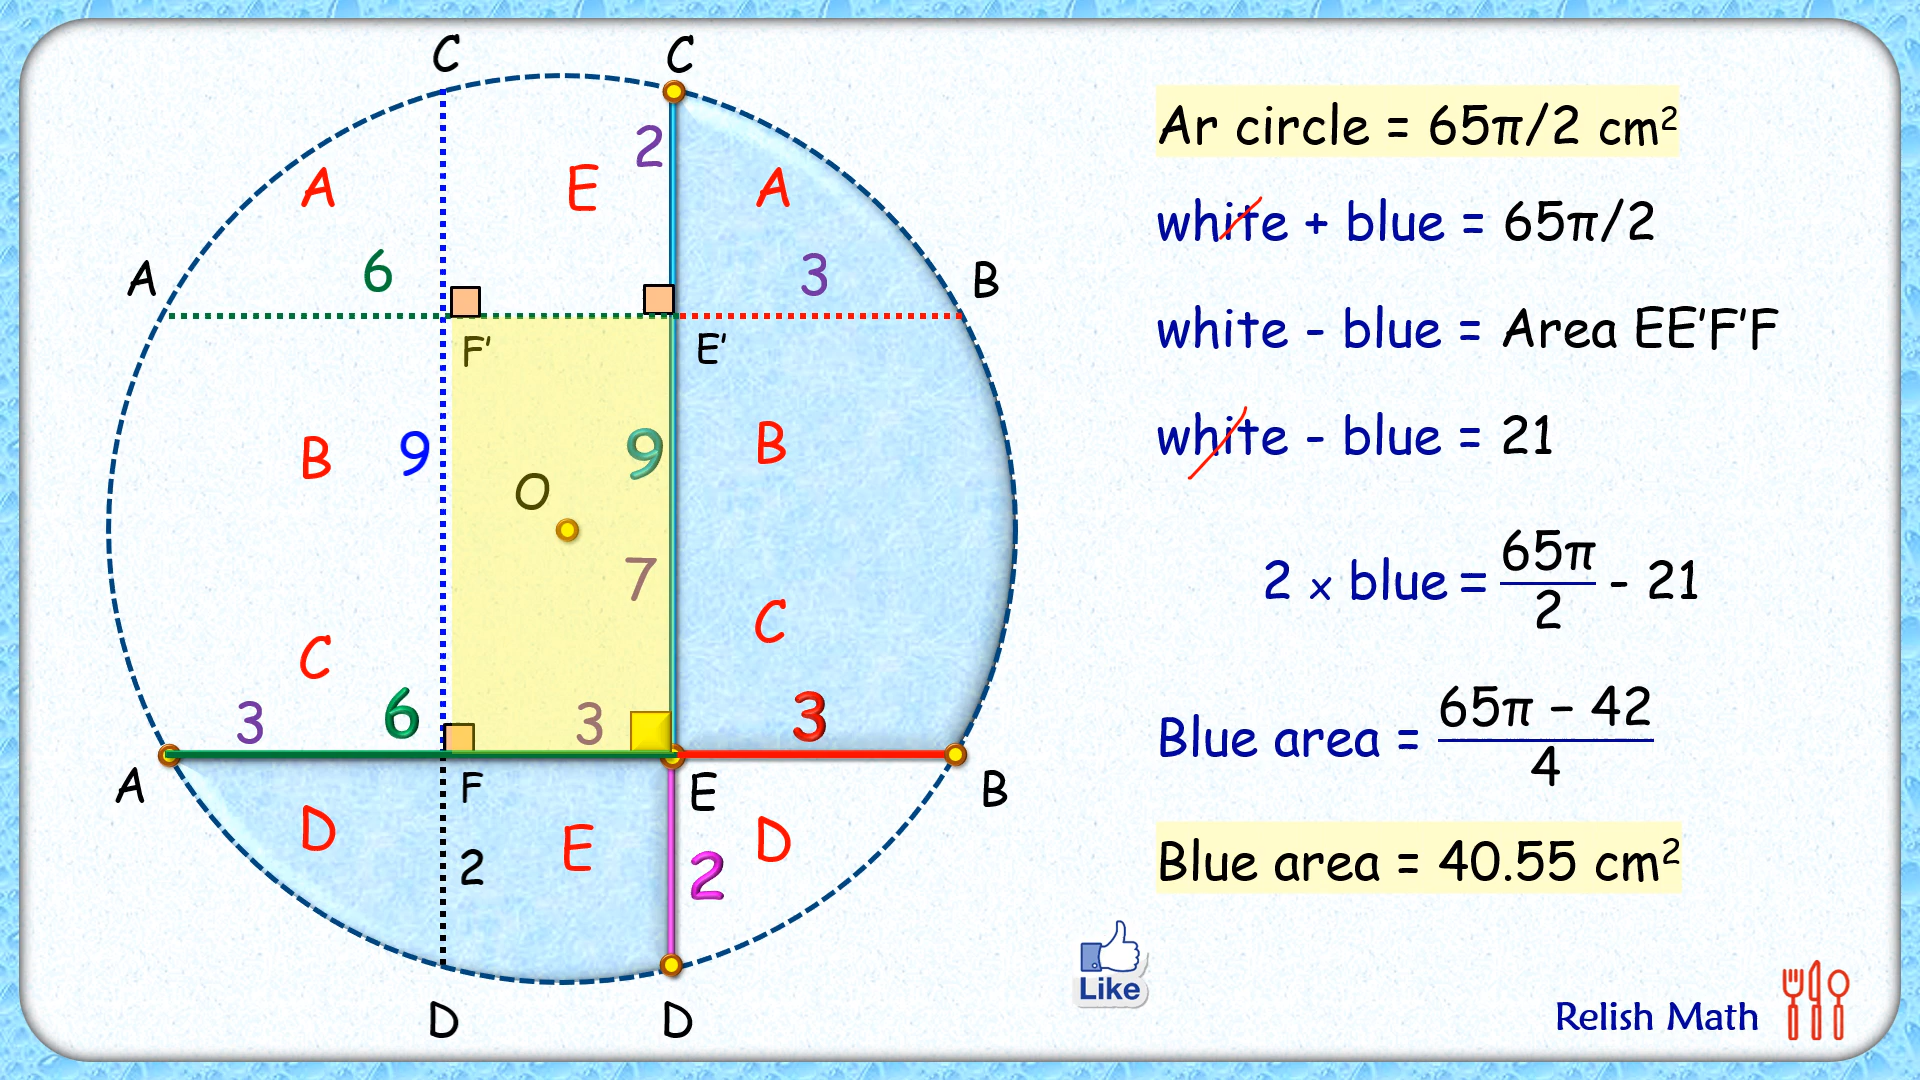 C C
2
A E A
Ar circle = 65π/2 cm²
white + blue = 65π/2
A 6 3 B
F' E'
white - blue = Area EE'F'F
B 9 9 B
white - blue = 21
O
7
2 x blue = 65π/2 - 21
C C
3 6 3 3
Blue area = 65π – 42/4
A F E B
D E D
2 2
Blue area = 40.55 cm²
Like
D D
Relish Math